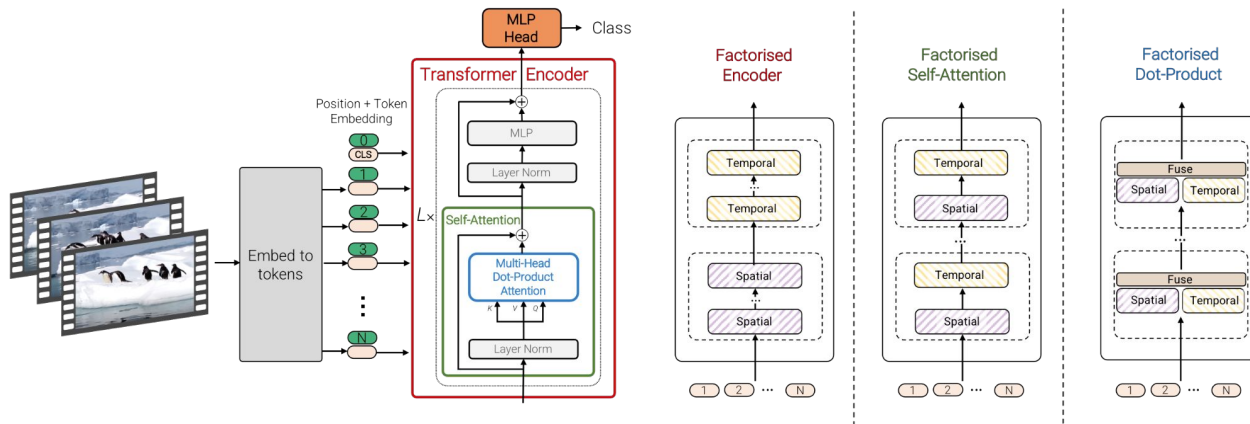 MLP
Head
Class
Transformer Encoder
Position + Token
Embedding
0
CLS
1
2
3
N
Embed to
tokens
L×
MLP
Layer Norm
Self-Attention
Multi-Head
Dot-Product
Attention
K V Q
Layer Norm
Factorised
Encoder
Temporal
...
Temporal
Spatial
...
Spatial
1 2 ... N
Factorised
Self-Attention
Temporal
Spatial
...
Temporal
Spatial
1 2 ... N
Factorised
Dot-Product
Fuse
Spatial Temporal
...
Fuse
Spatial Temporal
1 2 ... N